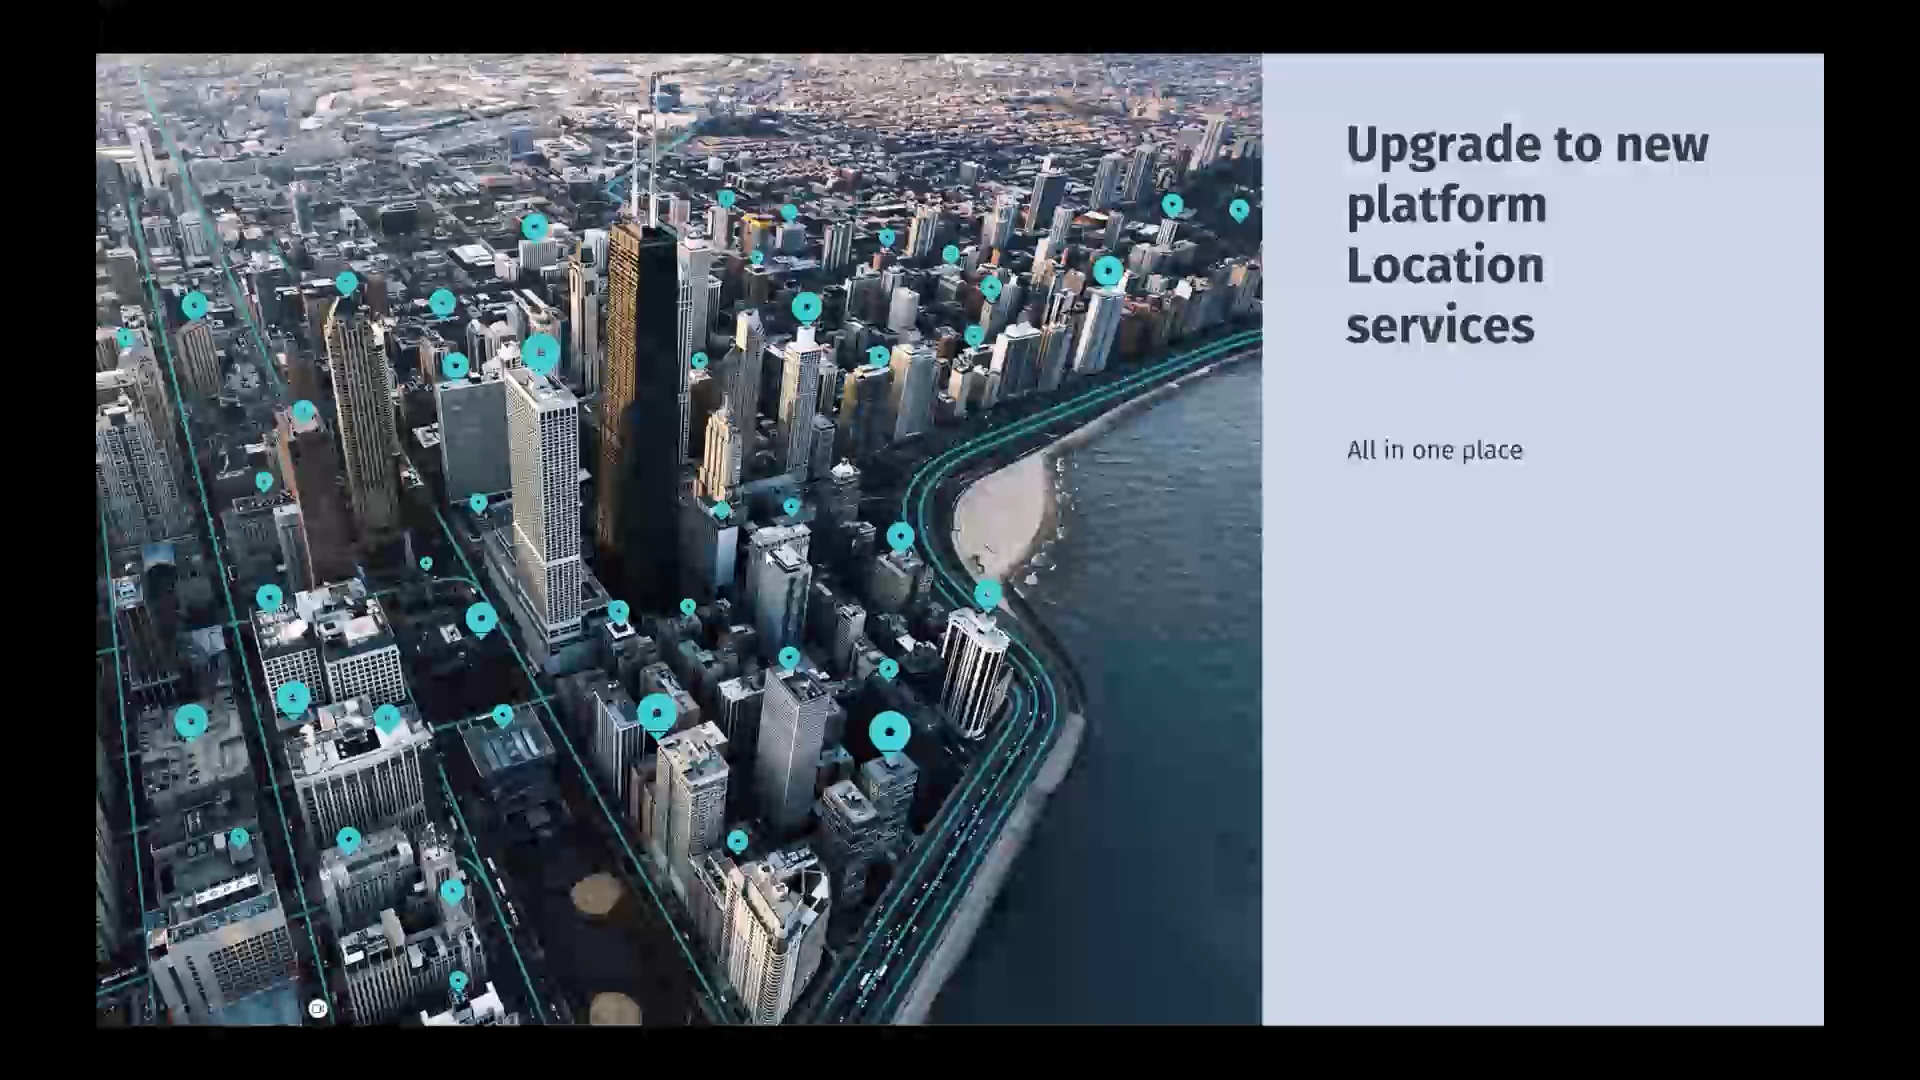 Upgrade to new
platform
Location
services
All in one place